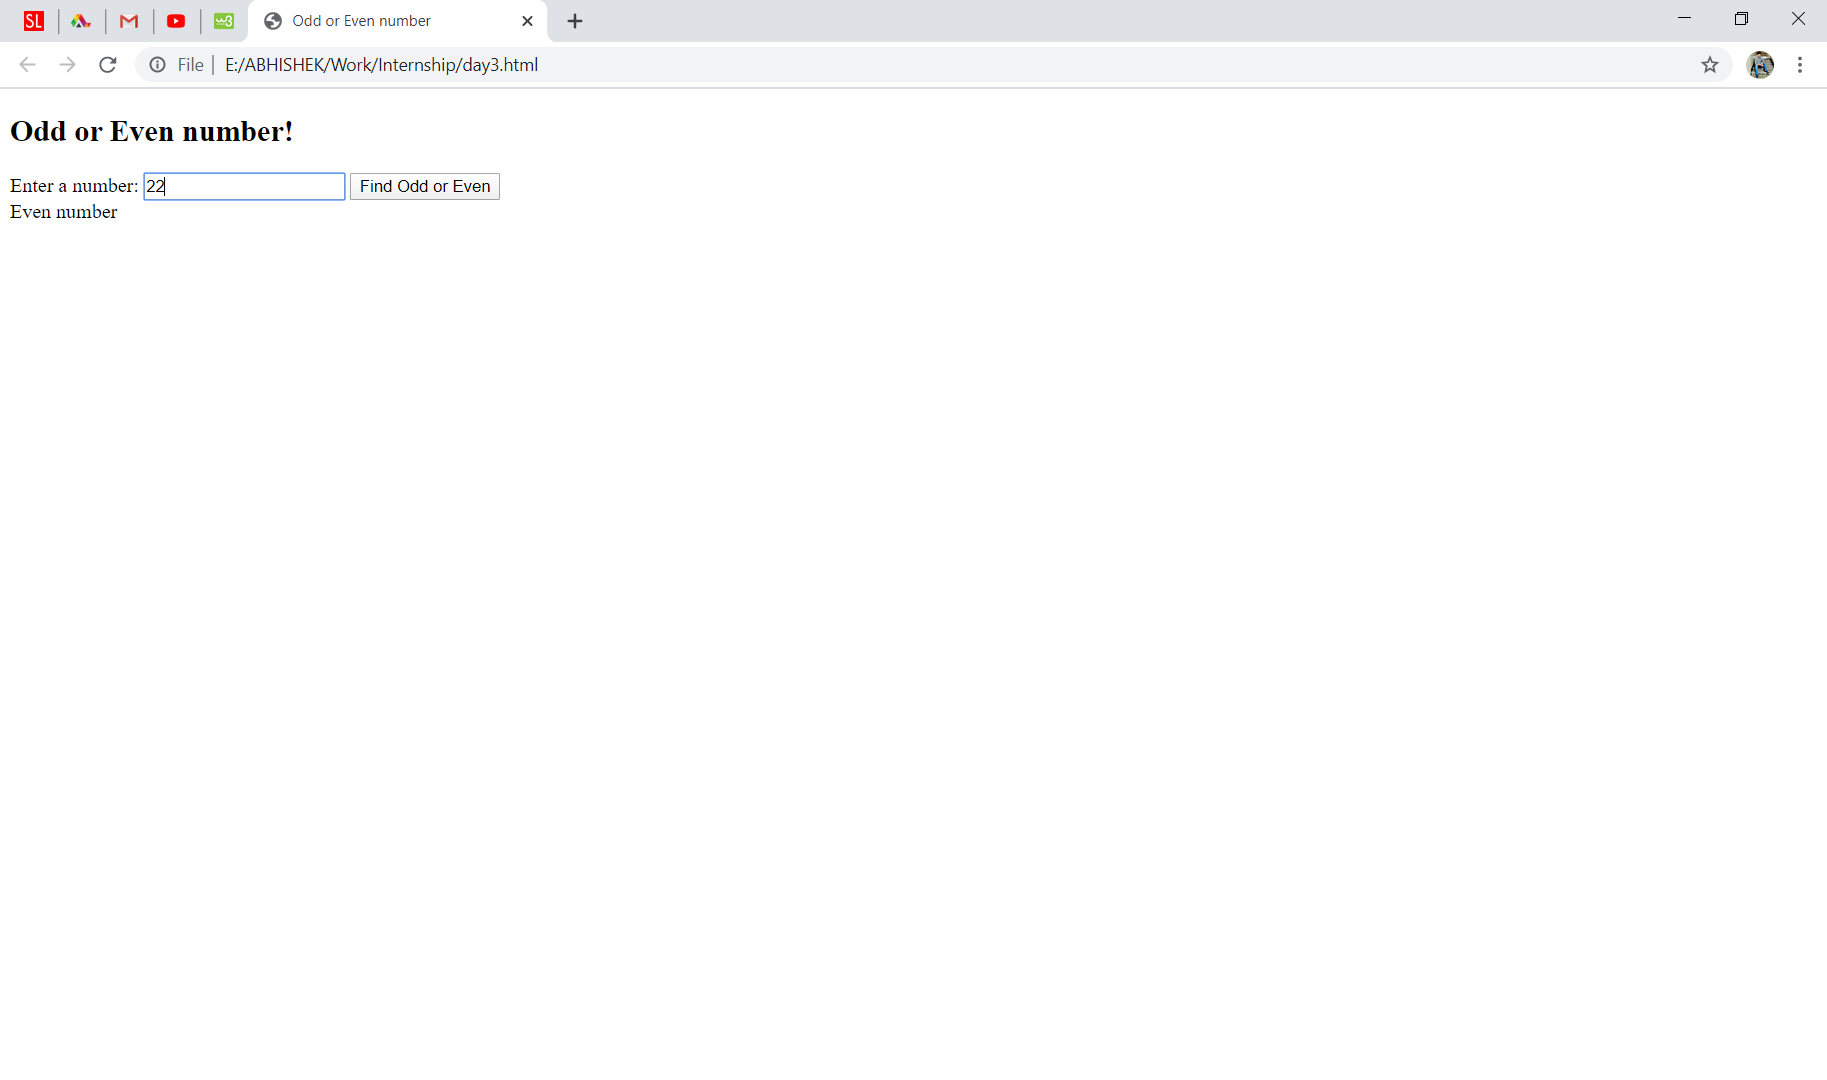 SL
w3
Odd or Even number
File | E:/ABHISHEK/Work/Internship/day3.html
Odd or Even number!
Enter a number: 22 Find Odd or Even
Even number